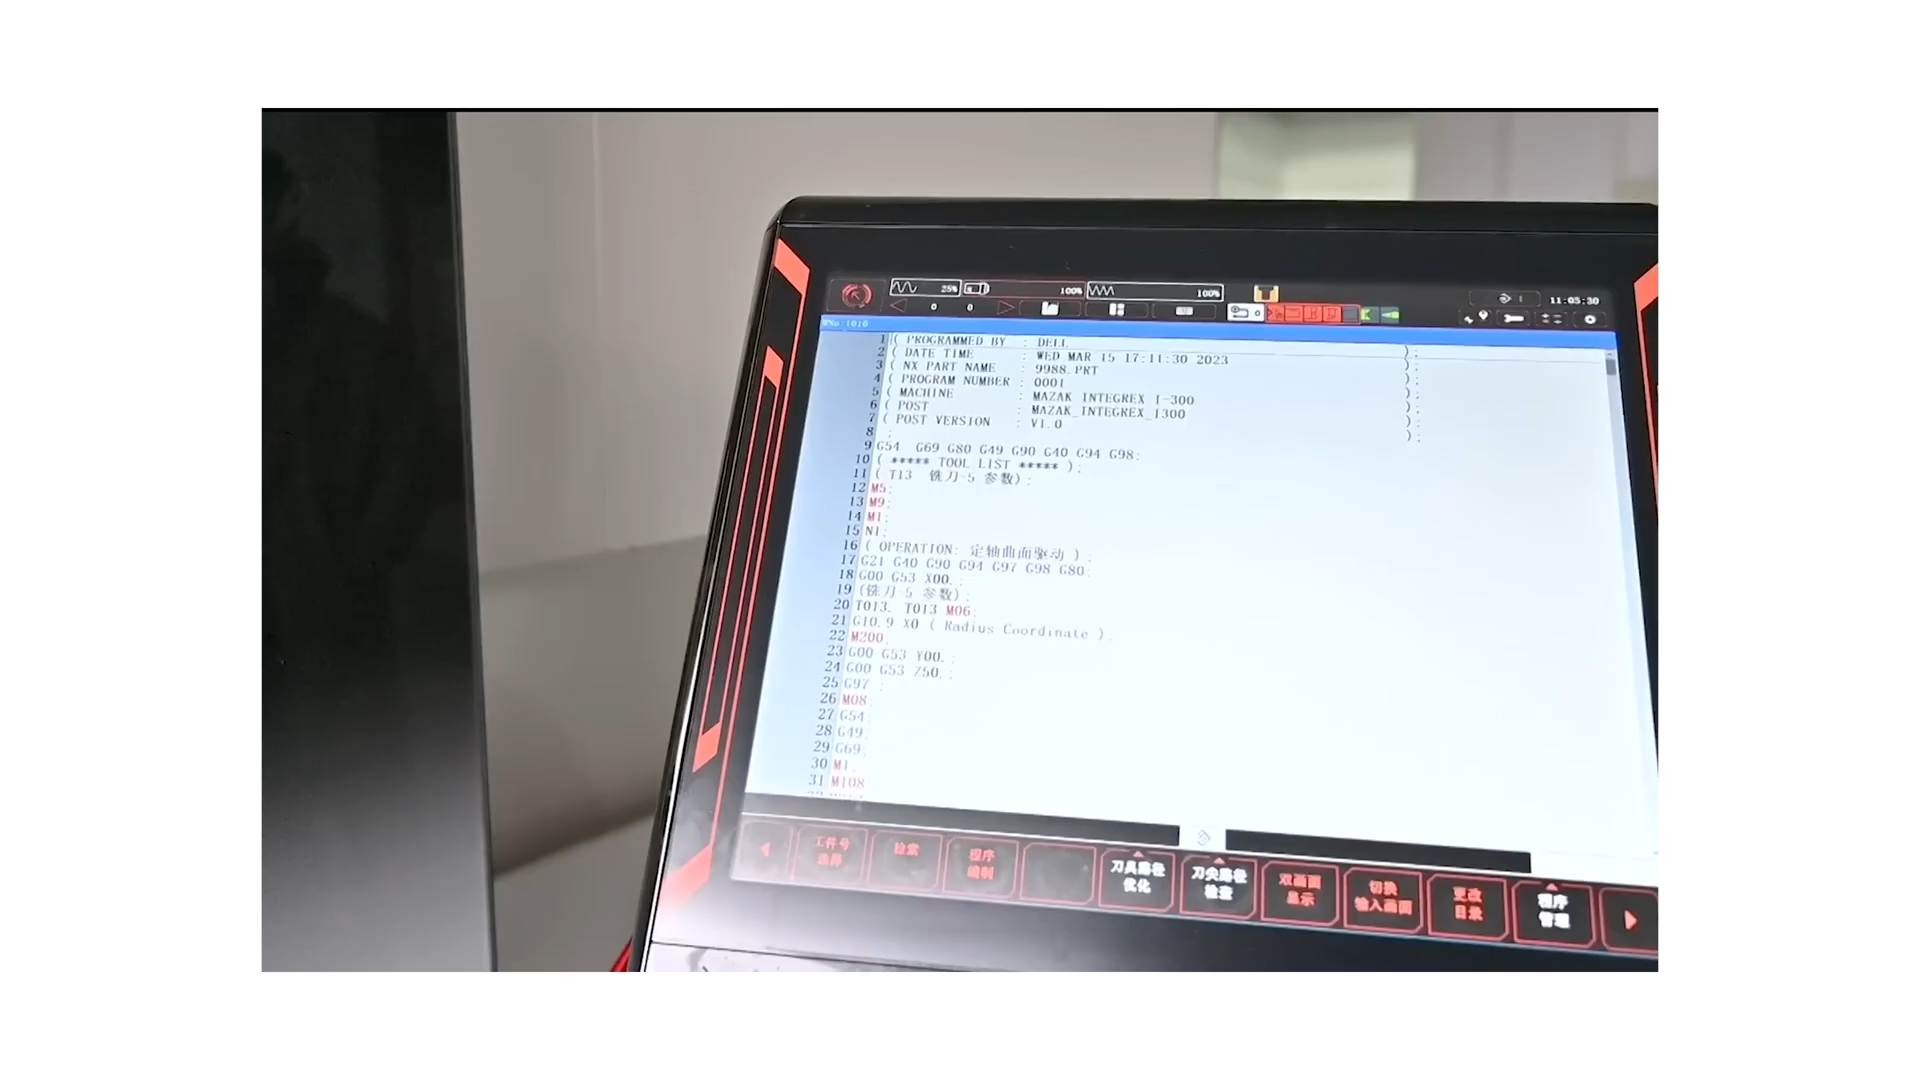 25% 100% 100%
0 0 0 11:05:30
WNo 1010
1 ( PROGRAMMED BY : DELL );
2 ( DATE TIME : WED MAR 15 17:11:30 2023 );
3 ( NX PART NAME : 9988.PRT );
4 ( PROGRAM NUMBER : 0001 );
5 ( MACHINE : MAZAK INTEGREX I-300 );
6 ( POST : MAZAK_INTEGREX_I300 );
7 ( POST VERSION : V1.0 );
8 ;
9 G54 G69 G80 G49 G90 G40 G94 G98;
10 ( ***** TOOL LIST ***** );
11 ( T13 铣刀-5 参数);
12 M5;
13 M9;
14 M1;
15 N1;
16 ( OPERATION: 定轴曲面驱动 );
17 G21 G40 G90 G94 G97 G98 G80;
18 G00 G53 X00. ;
19 (铣刀-5 参数);
20 T013. T013 M06;
21 G10.9 X0 ( Radius Coordinate );
22 M200;
23 G00 G53 Y00. ;
24 G00 G53 Z50. ;
25 G97 ;
26 M08;
27 G54;
28 G49;
29 G69;
30 M1;
31 M108
工件号 选择
检索
程序 编制
刀具路径 优化
刀尖路径 检查
双画面 显示
切换 输入画面
更改 目录
程序 管理